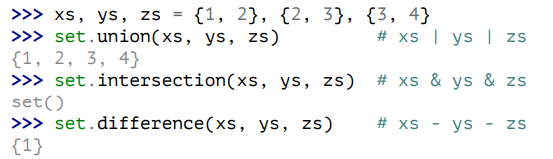 >>> xs, ys, zs = {1, 2}, {2, 3}, {3, 4}
>>> set.union(xs, ys, zs)        # xs | ys | zs
{1, 2, 3, 4}
>>> set.intersection(xs, ys, zs)  # xs & ys & zs
set()
>>> set.difference(xs, ys, zs)    # xs - ys - zs
{1}